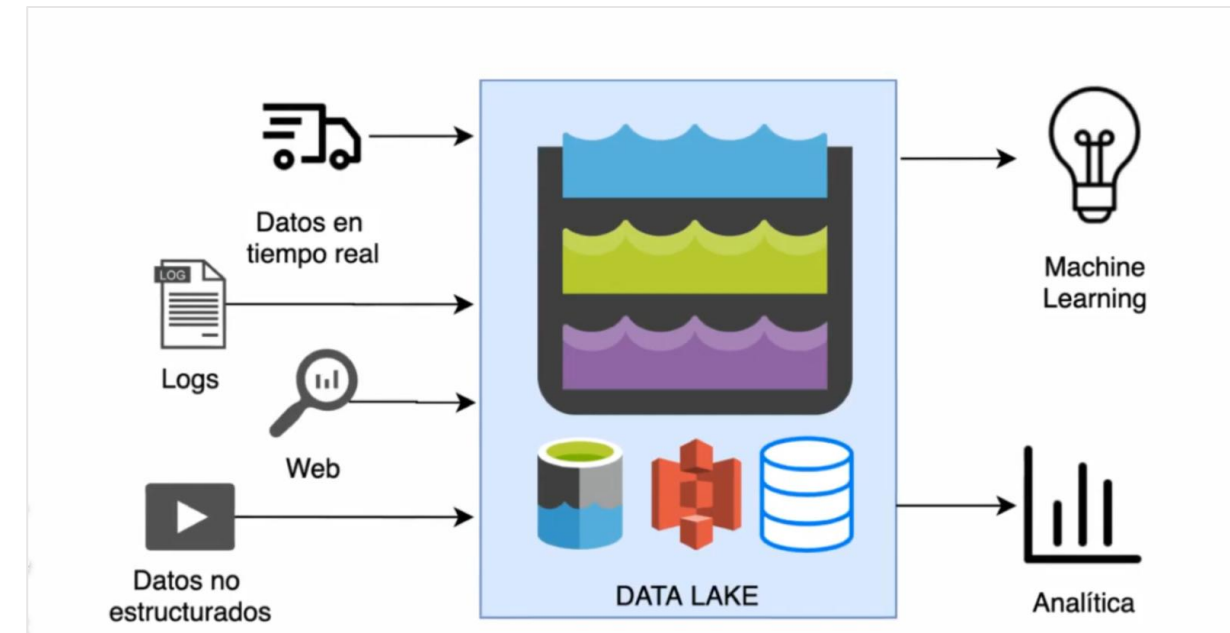 Datos en
tiempo real
LOG
Logs
Web
Datos no
estructurados
DATA LAKE
Machine
Learning
Analítica